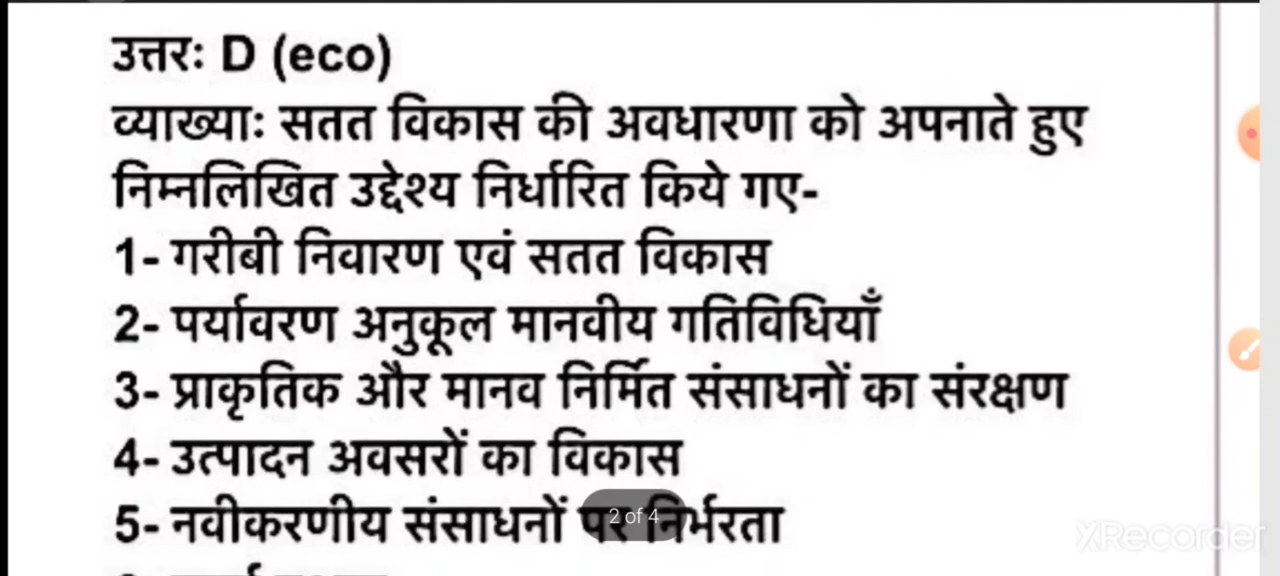 उत्तरः D (eco)
व्याख्याः सतत विकास की अवधारणा को अपनाते हुए
निम्नलिखित उद्देश्य निर्धारित किये गए-
1- गरीबी निवारण एवं सतत विकास
2- पर्यावरण अनुकूल मानवीय गतिविधियाँ
3- प्राकृतिक और मानव निर्मित संसाधनों का संरक्षण
4- उत्पादन अवसरों का विकास
5- नवीकरणीय संसाधनों पर निर्भरता
2 of 4
XRecorder